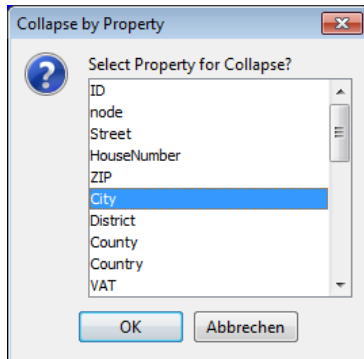 Collapse by Property
Select Property for Collapse?
ID
node
Street
HouseNumber
ZIP
City
District
County
Country
VAT
OK
Abbrechen